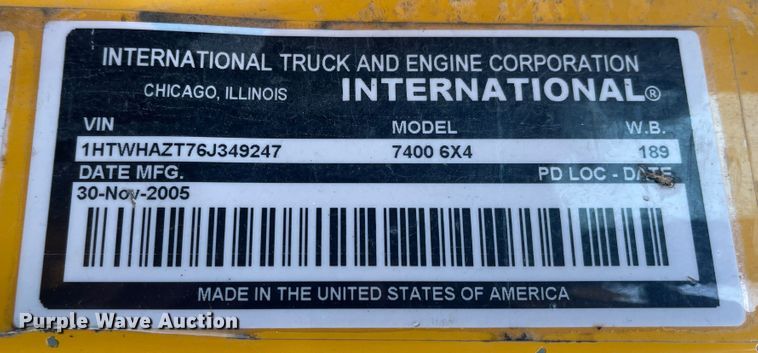 INTERNATIONAL TRUCK AND ENGINE CORPORATION
CHICAGO, ILLINOIS INTERNATIONAL®
VIN MODEL W.B.
1HTWHAZT76J349247 7400 6X4 189
DATE MFG. PD LOC - DATE
30-Nov-2005
MADE IN THE UNITED STATES OF AMERICA
Purple Wave Auction